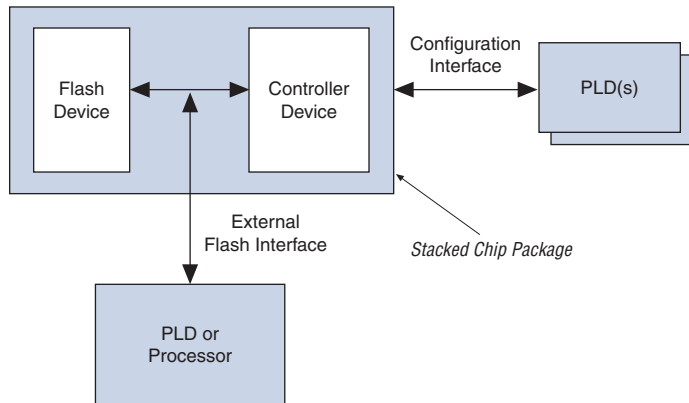 Flash
Device
Controller
Device
Configuration
Interface
PLD(s)
External
Flash Interface
Stacked Chip Package
PLD or
Processor